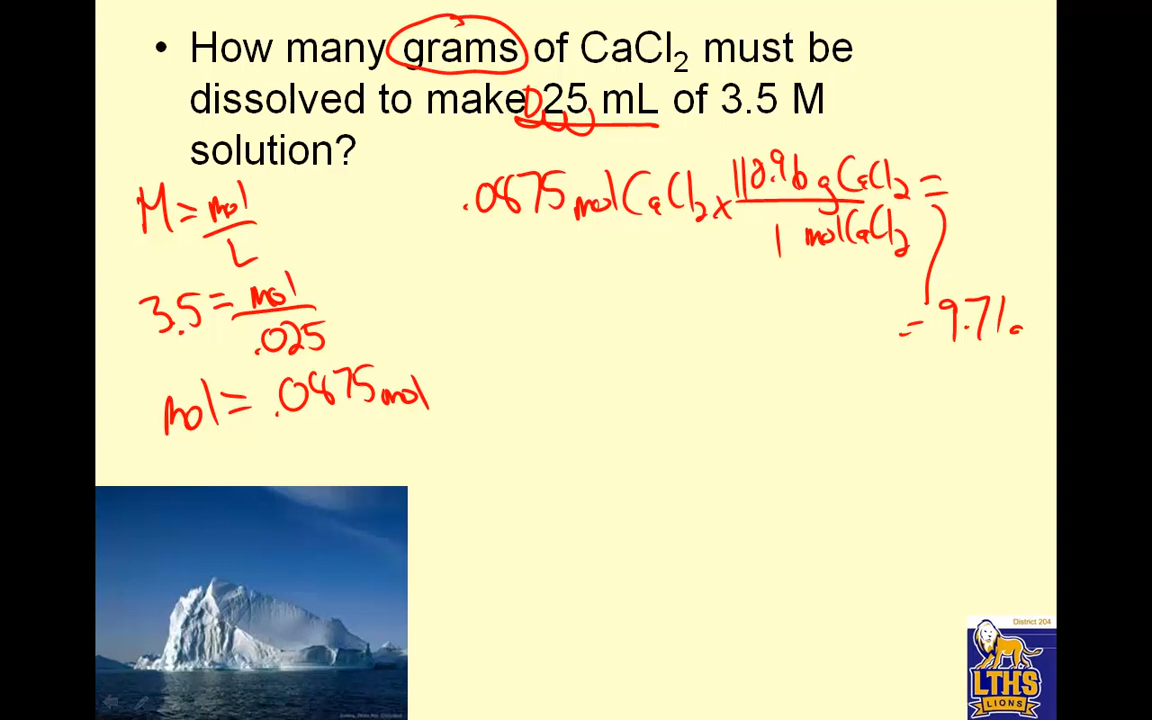 • How many grams of CaCl₂ must be
dissolved to make 25 mL of 3.5 M
solution?
M = mol / L
3.5 = mol / .025
mol = .0875 mol
.0875 mol CaCl₂ x 110.96 g CaCl₂ / 1 mol CaCl₂ =
= 9.71
District 204
LTHS
LIONS